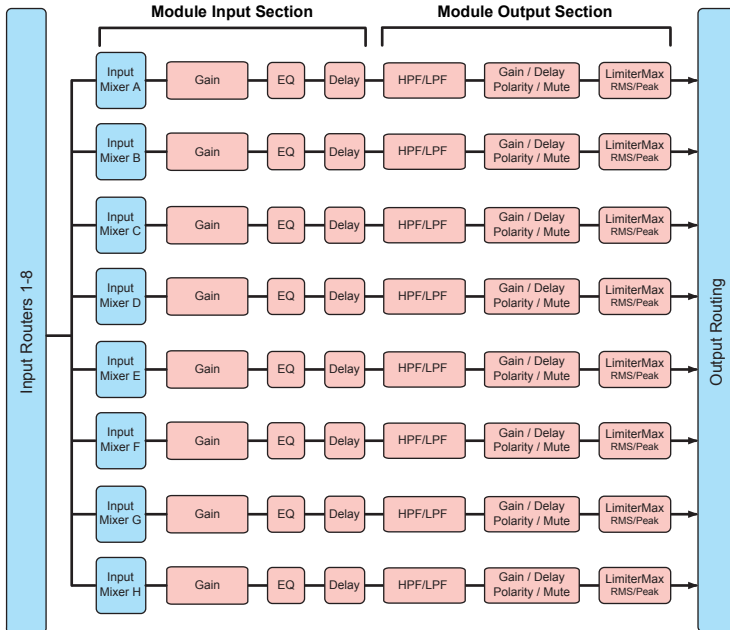 Module Input Section
Module Output Section
Input Routers 1-8
Input
Mixer A
Gain
EQ
Delay
HPF/LPF
Gain / Delay
Polarity / Mute
LimiterMax
RMS/Peak
Input
Mixer B
Gain
EQ
Delay
HPF/LPF
Gain / Delay
Polarity / Mute
LimiterMax
RMS/Peak
Input
Mixer C
Gain
EQ
Delay
HPF/LPF
Gain / Delay
Polarity / Mute
LimiterMax
RMS/Peak
Input
Mixer D
Gain
EQ
Delay
HPF/LPF
Gain / Delay
Polarity / Mute
LimiterMax
RMS/Peak
Input
Mixer E
Gain
EQ
Delay
HPF/LPF
Gain / Delay
Polarity / Mute
LimiterMax
RMS/Peak
Input
Mixer F
Gain
EQ
Delay
HPF/LPF
Gain / Delay
Polarity / Mute
LimiterMax
RMS/Peak
Input
Mixer G
Gain
EQ
Delay
HPF/LPF
Gain / Delay
Polarity / Mute
LimiterMax
RMS/Peak
Input
Mixer H
Gain
EQ
Delay
HPF/LPF
Gain / Delay
Polarity / Mute
LimiterMax
RMS/Peak
Output Routing